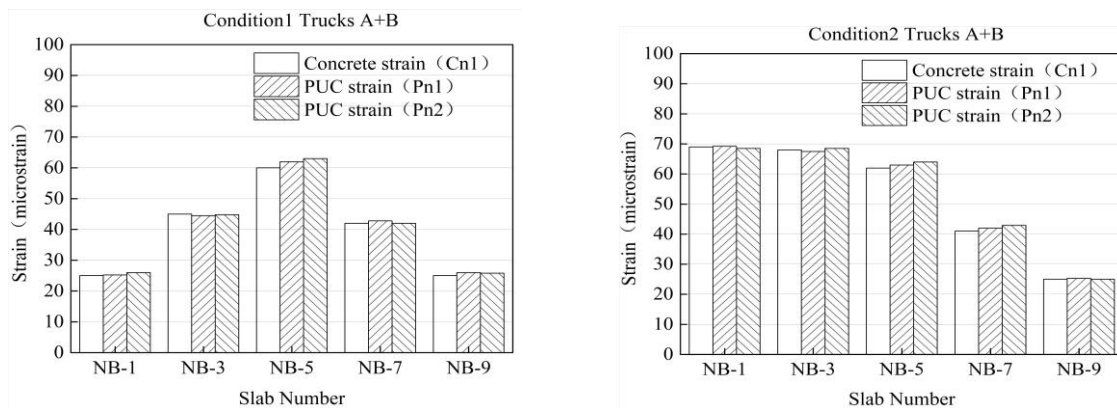 Condition1 Trucks A+B
100
90
80
70
60
50
40
30
20
10
0
Strain（microstrain）
Concrete strain（Cn1）
PUC strain（Pn1）
PUC strain（Pn2）
NB-1 NB-3 NB-5 NB-7 NB-9
Slab Number
Condition2 Trucks A+B
100
90
80
70
60
50
40
30
20
10
0
Strain（microstrain）
Concrete strain（Cn1）
PUC strain（Pn1）
PUC strain（Pn2）
NB-1 NB-3 NB-5 NB-7 NB-9
Slab Number